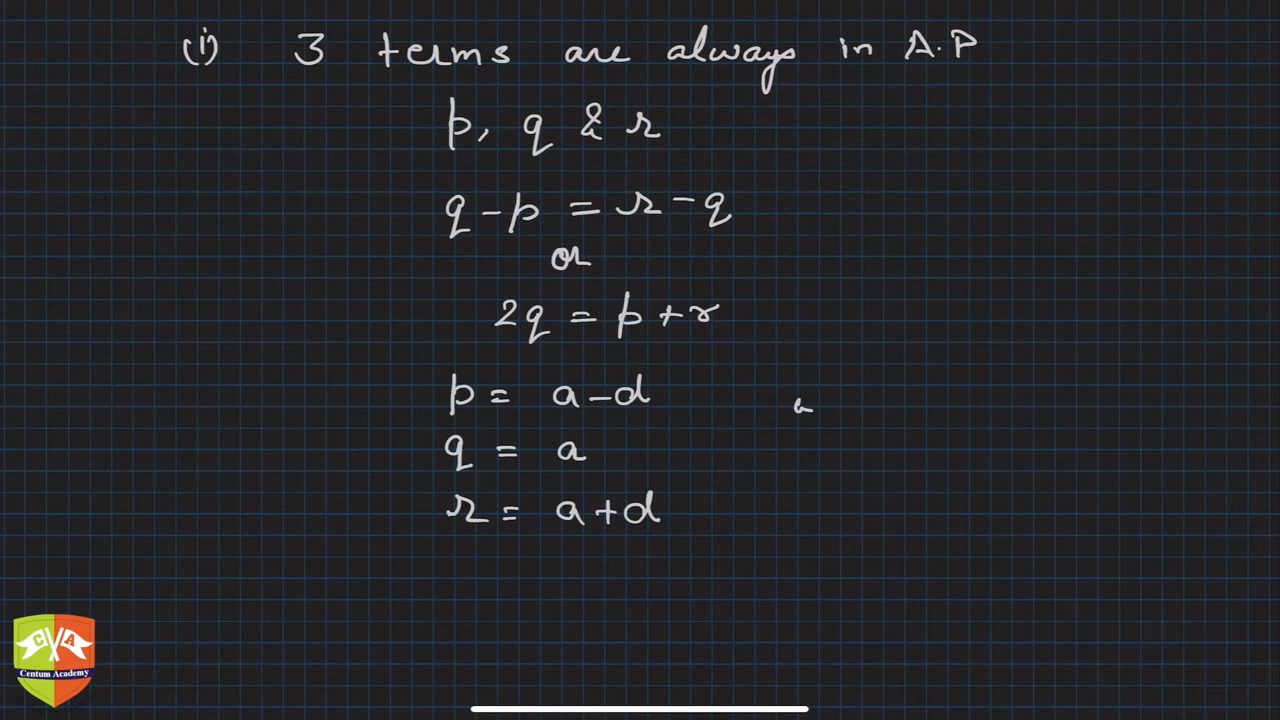 (i) 3 terms are always in A.P
p, q & r
q - p = r - q
or
2q = p + r
p = a - d
q = a
r = a + d
C A
Centum Academy